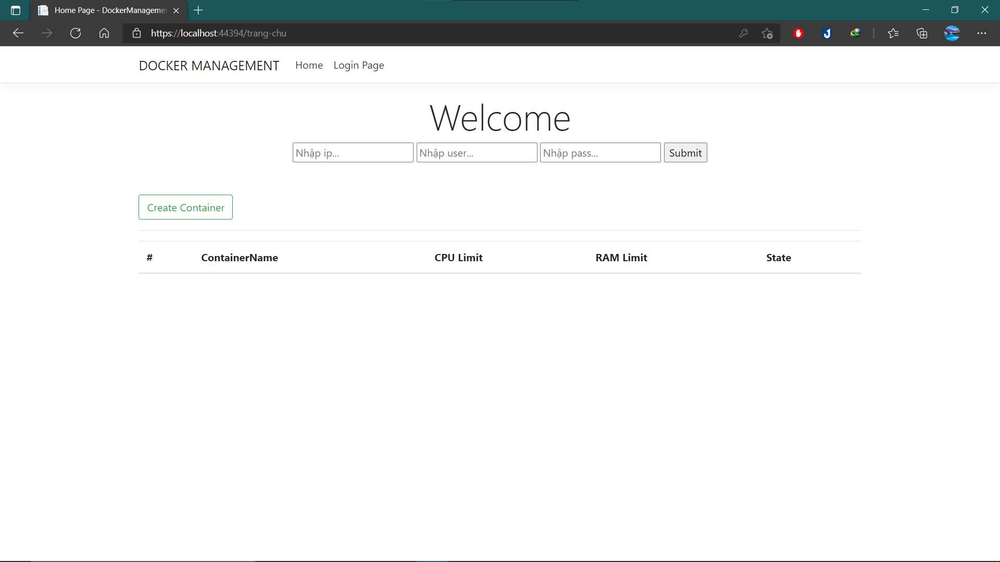 Home Page - DockerManagemen
https://localhost:44394/trang-chu
DOCKER MANAGEMENT Home Login Page
Welcome
Nhập ip... Nhập user... Nhập pass... Submit
Create Container
# ContainerName CPU Limit RAM Limit State